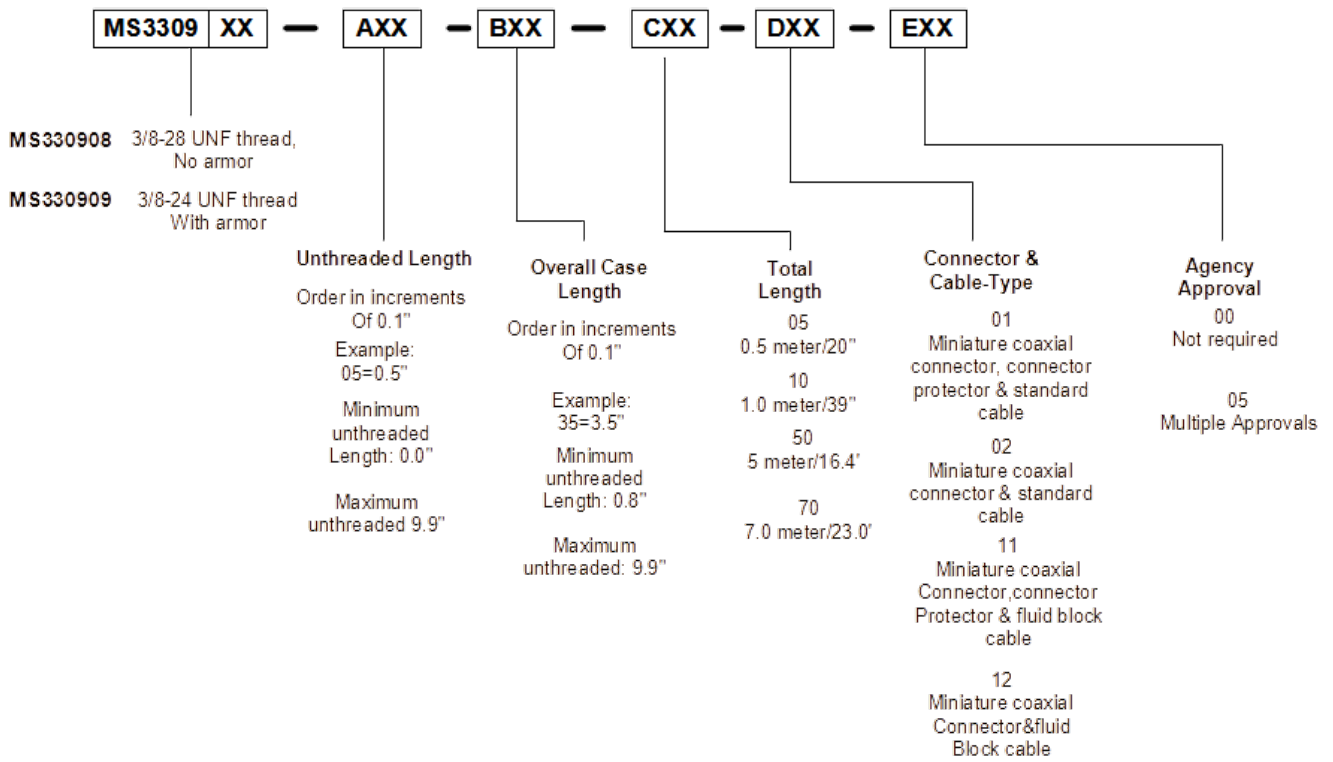 MS3309 XX — AXX — BXX — CXX — DXX — EXX
MS330908 3/8-28 UNF thread,
No armor
MS330909 3/8-24 UNF thread
With armor
Unthreaded Length
Order in increments
Of 0.1"
Example:
05=0.5"
Minimum
unthreaded
Length: 0.0"
Maximum
unthreaded 9.9"
Overall Case
Length
Order in increments
Of 0.1"
Example:
35=3.5"
Minimum
unthreaded
Length: 0.8"
Maximum
unthreaded: 9.9"
Total
Length
05
0.5 meter/20"
10
1.0 meter/39"
50
5 meter/16.4'
70
7.0 meter/23.0'
Connector &
Cable-Type
01
Miniature coaxial
connector, connector
protector & standard
cable
02
Miniature coaxial
connector & standard
cable
11
Miniature coaxial
Connector,connector
Protector & fluid block
cable
12
Miniature coaxial
Connector&fluid
Block cable
Agency
Approval
00
Not required
05
Multiple Approvals